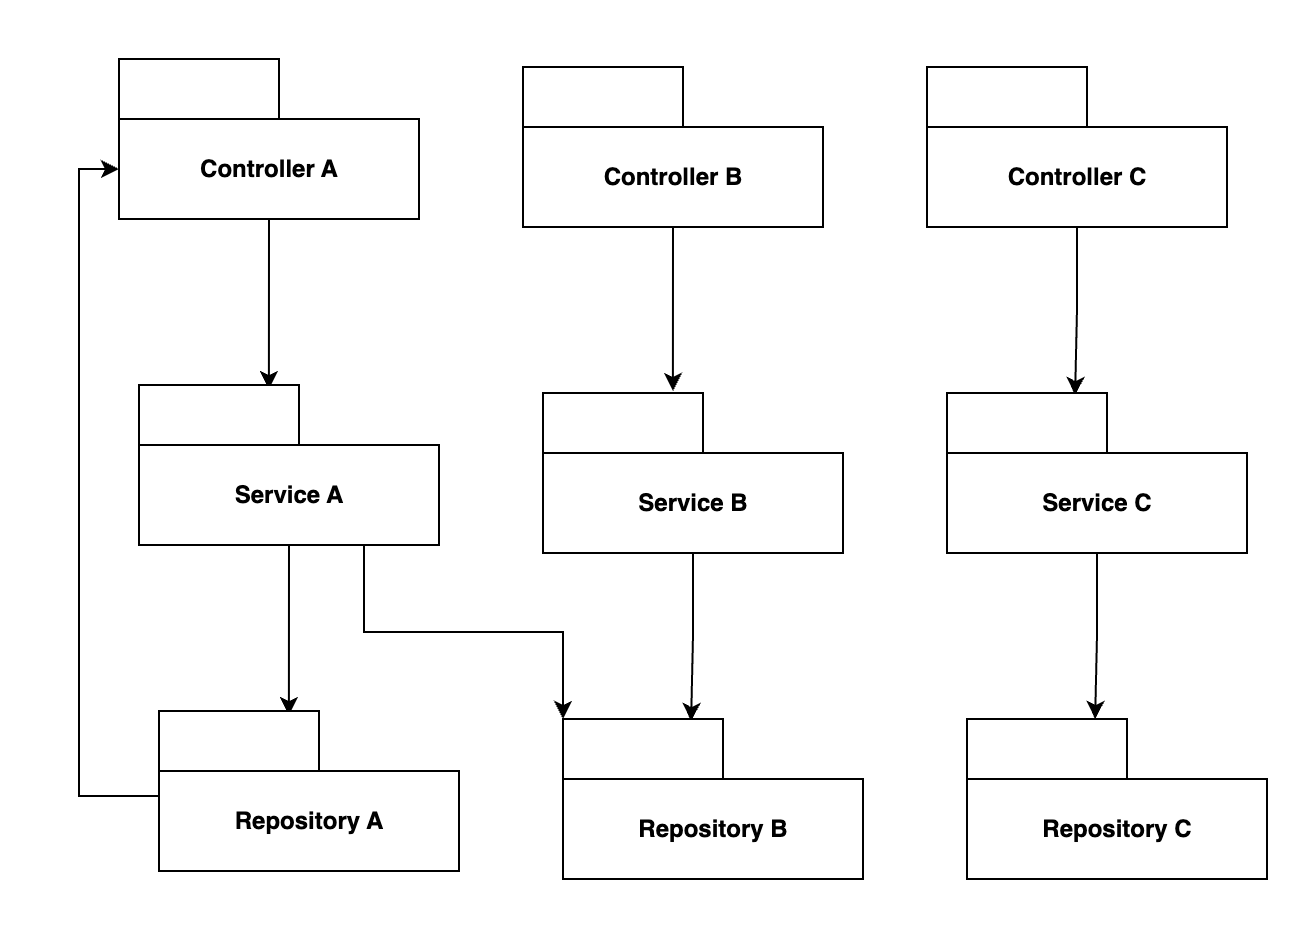 Controller A
Controller B
Controller C
Service A
Service B
Service C
Repository A
Repository B
Repository C